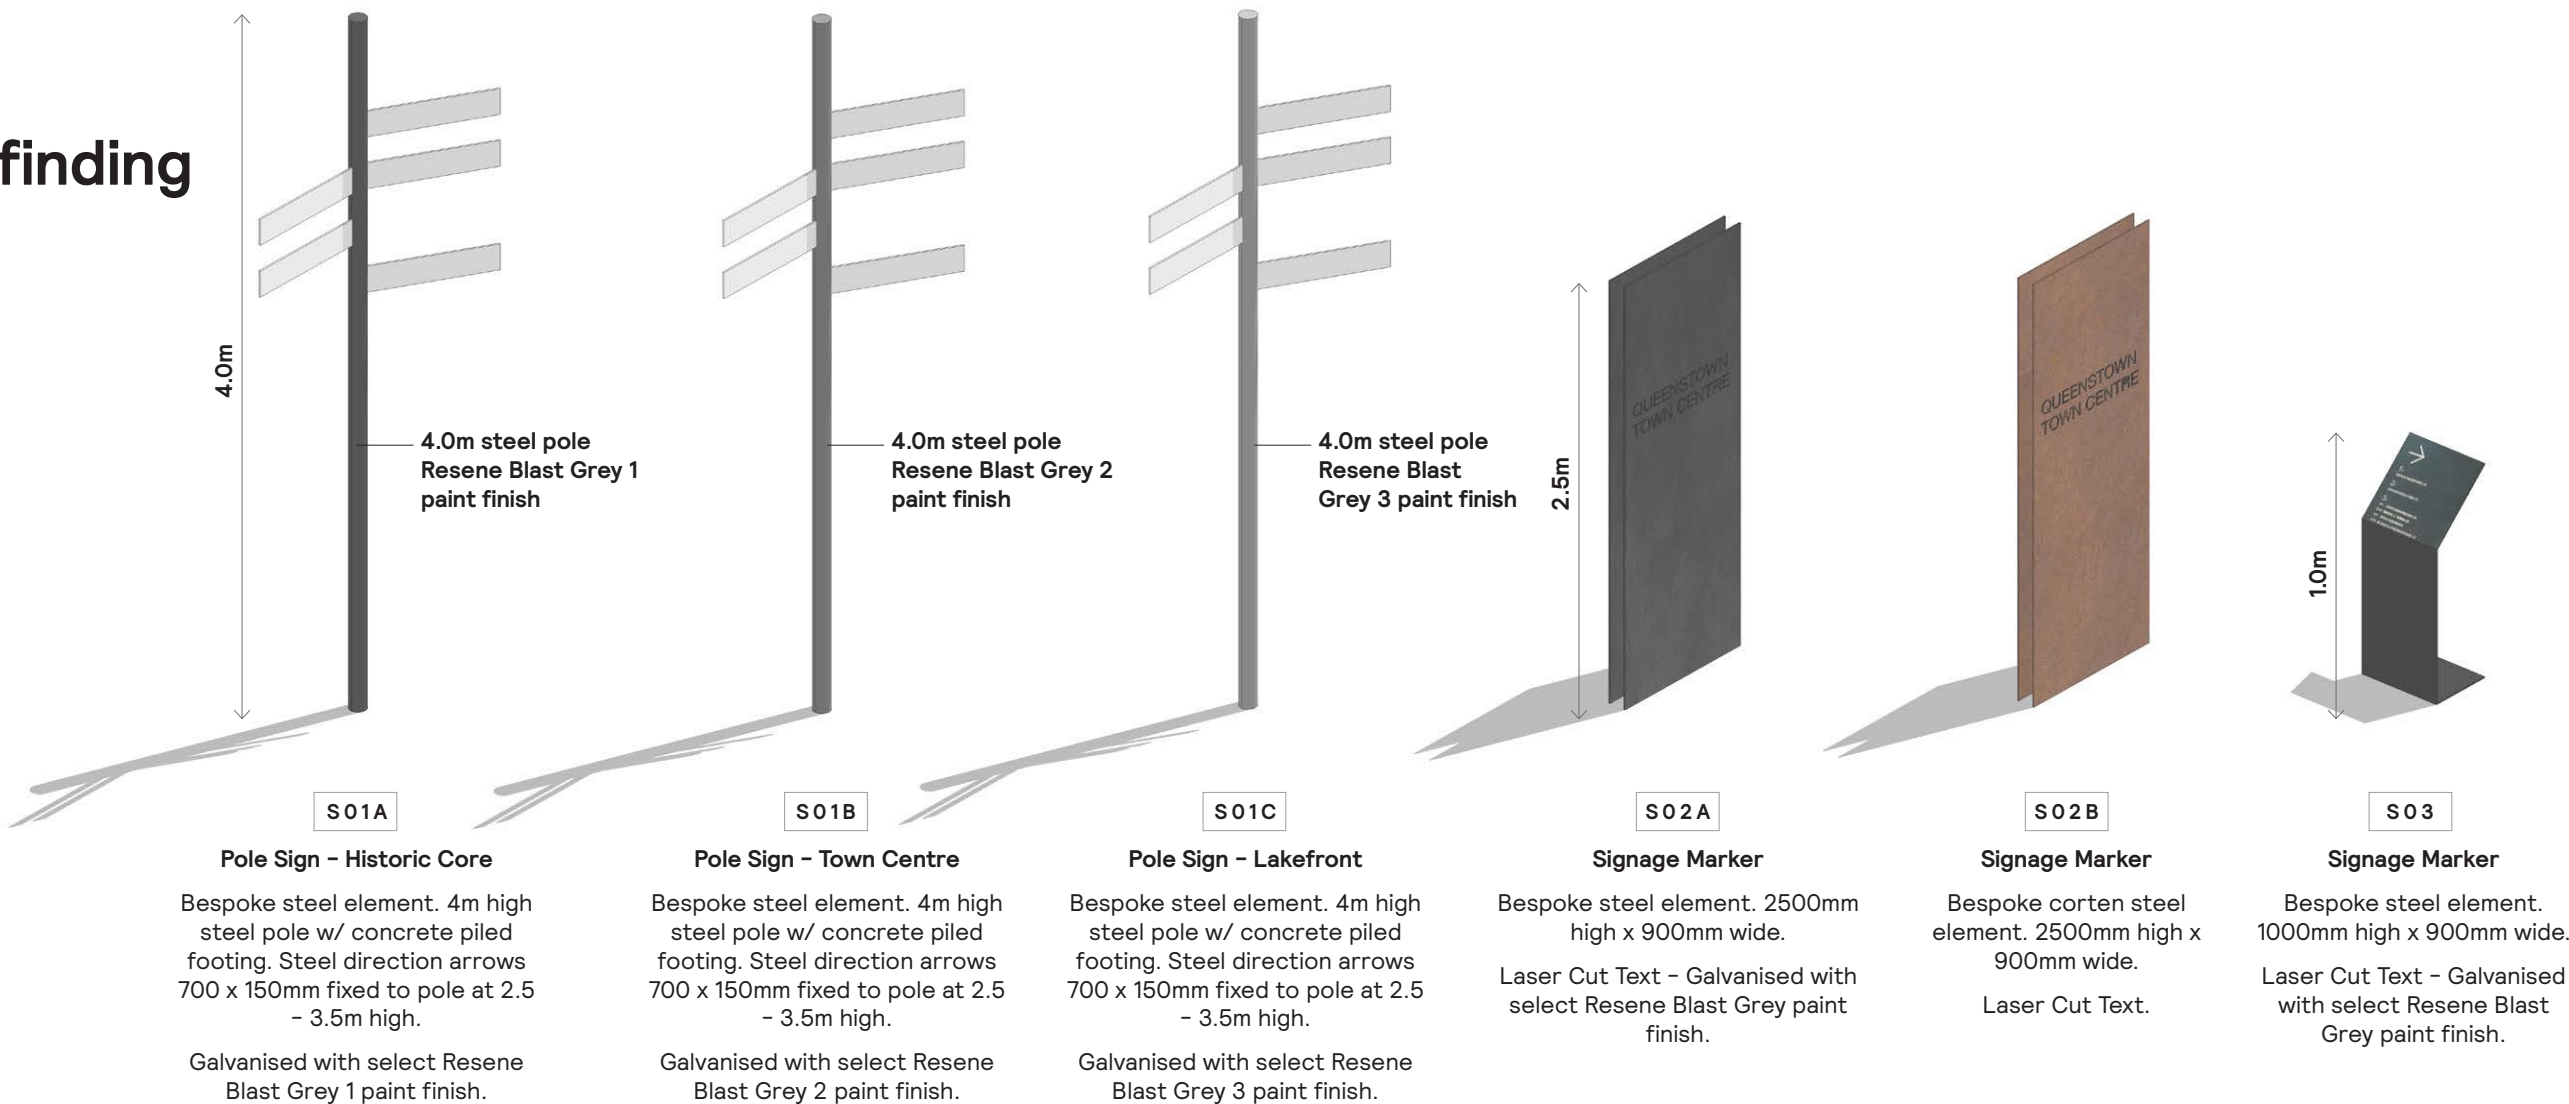 finding
4.0m
4.0m steel pole
Resene Blast Grey 1
paint finish
4.0m steel pole
Resene Blast Grey 2
paint finish
4.0m steel pole
Resene Blast
Grey 3 paint finish
2.5m
QUEENSTOWN
TOWN CENTRE
QUEENSTOWN
TOWN CENTRE
1.0m
S01A
Pole Sign – Historic Core
Bespoke steel element. 4m high
steel pole w/ concrete piled
footing. Steel direction arrows
700 x 150mm fixed to pole at 2.5
– 3.5m high.
Galvanised with select Resene
Blast Grey 1 paint finish.
S01B
Pole Sign – Town Centre
Bespoke steel element. 4m high
steel pole w/ concrete piled
footing. Steel direction arrows
700 x 150mm fixed to pole at 2.5
– 3.5m high.
Galvanised with select Resene
Blast Grey 2 paint finish.
S01C
Pole Sign – Lakefront
Bespoke steel element. 4m high
steel pole w/ concrete piled
footing. Steel direction arrows
700 x 150mm fixed to pole at 2.5
– 3.5m high.
Galvanised with select Resene
Blast Grey 3 paint finish.
S02A
Signage Marker
Bespoke steel element. 2500mm
high x 900mm wide.
Laser Cut Text – Galvanised with
select Resene Blast Grey paint
finish.
S02B
Signage Marker
Bespoke corten steel
element. 2500mm high x
900mm wide.
Laser Cut Text.
S03
Signage Marker
Bespoke steel element.
1000mm high x 900mm wide.
Laser Cut Text – Galvanised
with select Resene Blast
Grey paint finish.